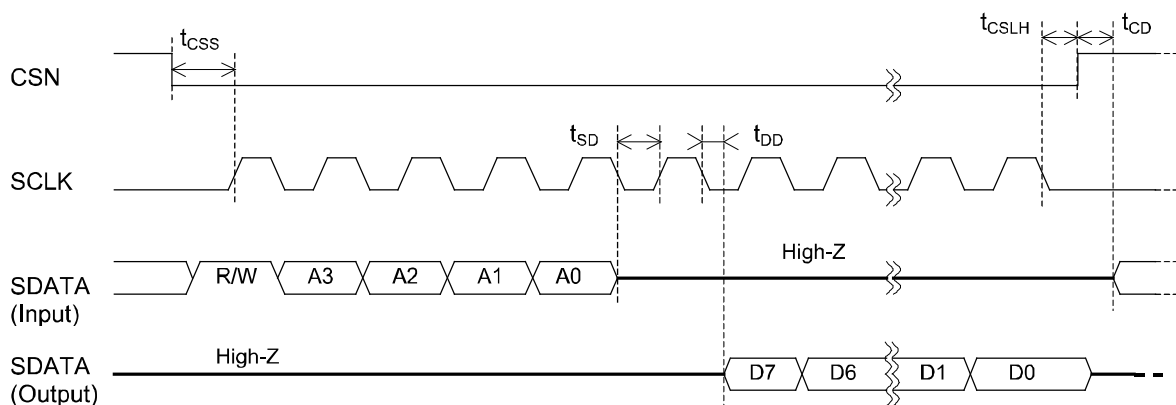 tCSS
tCSLH
tCD
CSN
tSD
tDD
SCLK
High-Z
R/W A3 A2 A1 A0
SDATA
(Input)
High-Z
SDATA
(Output)
D7 D6 D1 D0